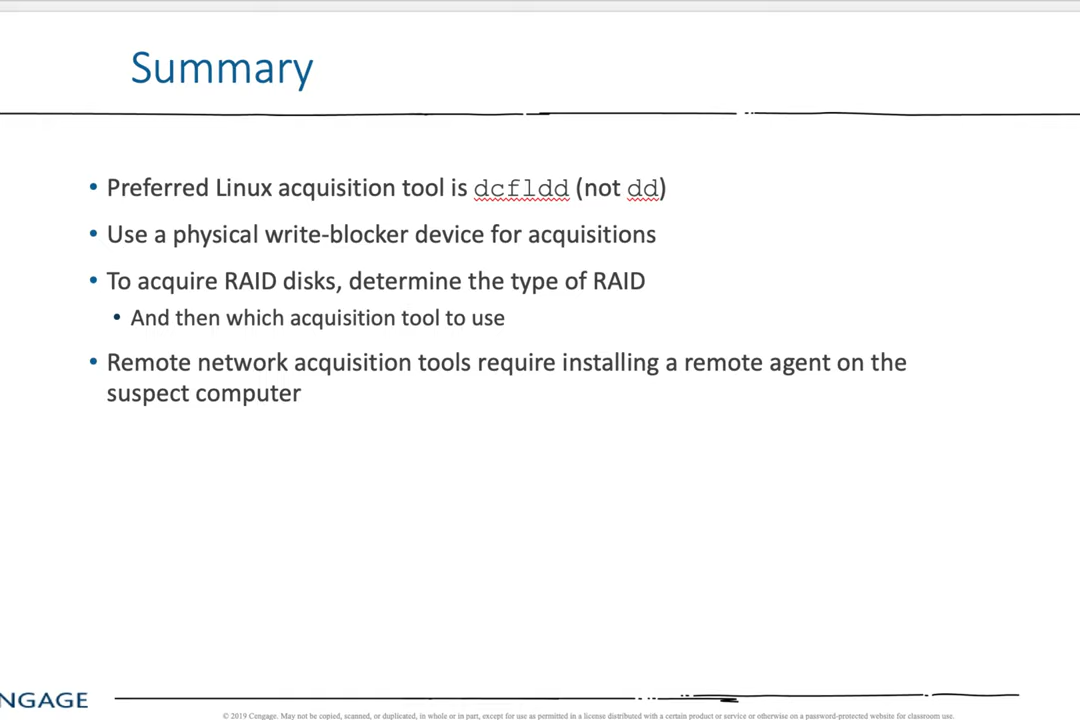 Summary
• Preferred Linux acquisition tool is dcfldd (not dd)
• Use a physical write-blocker device for acquisitions
• To acquire RAID disks, determine the type of RAID
• And then which acquisition tool to use
• Remote network acquisition tools require installing a remote agent on the
suspect computer
NGAGE
© 2019 Cengage. May not be copied, scanned, or duplicated, in whole or in part, except for use as permitted in a license distributed with a certain product or service or otherwise on a password-protected website for classroom use.